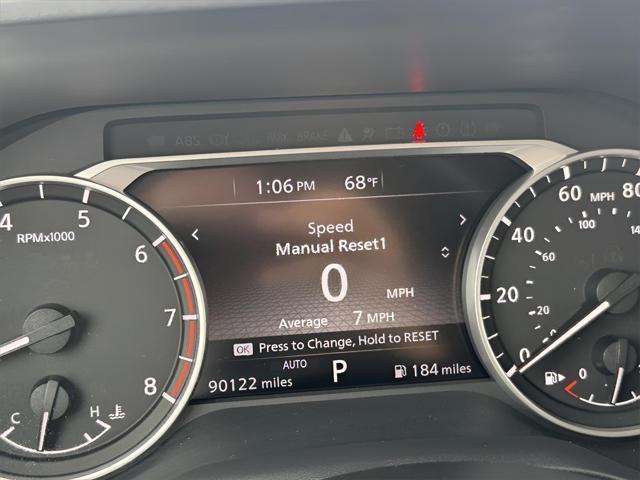 ABS PARK BRAKE
1:06 PM 68°F
Speed
Manual Reset1
0 MPH
Average 7 MPH
OK Press to Change, Hold to RESET
AUTO
90122 miles P 184 miles
4 5 6 7 8
RPMx1000
C H
0 20 40 60 80
MPH
20 60 100
0